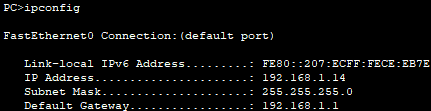 PC>ipconfig
FastEthernet0 Connection:(default port)
Link-local IPv6 Address.........: FE80::207:ECFF:FECE:EB7E
IP Address......................: 192.168.1.14
Subnet Mask.....................: 255.255.255.0
Default Gateway.................: 192.168.1.1